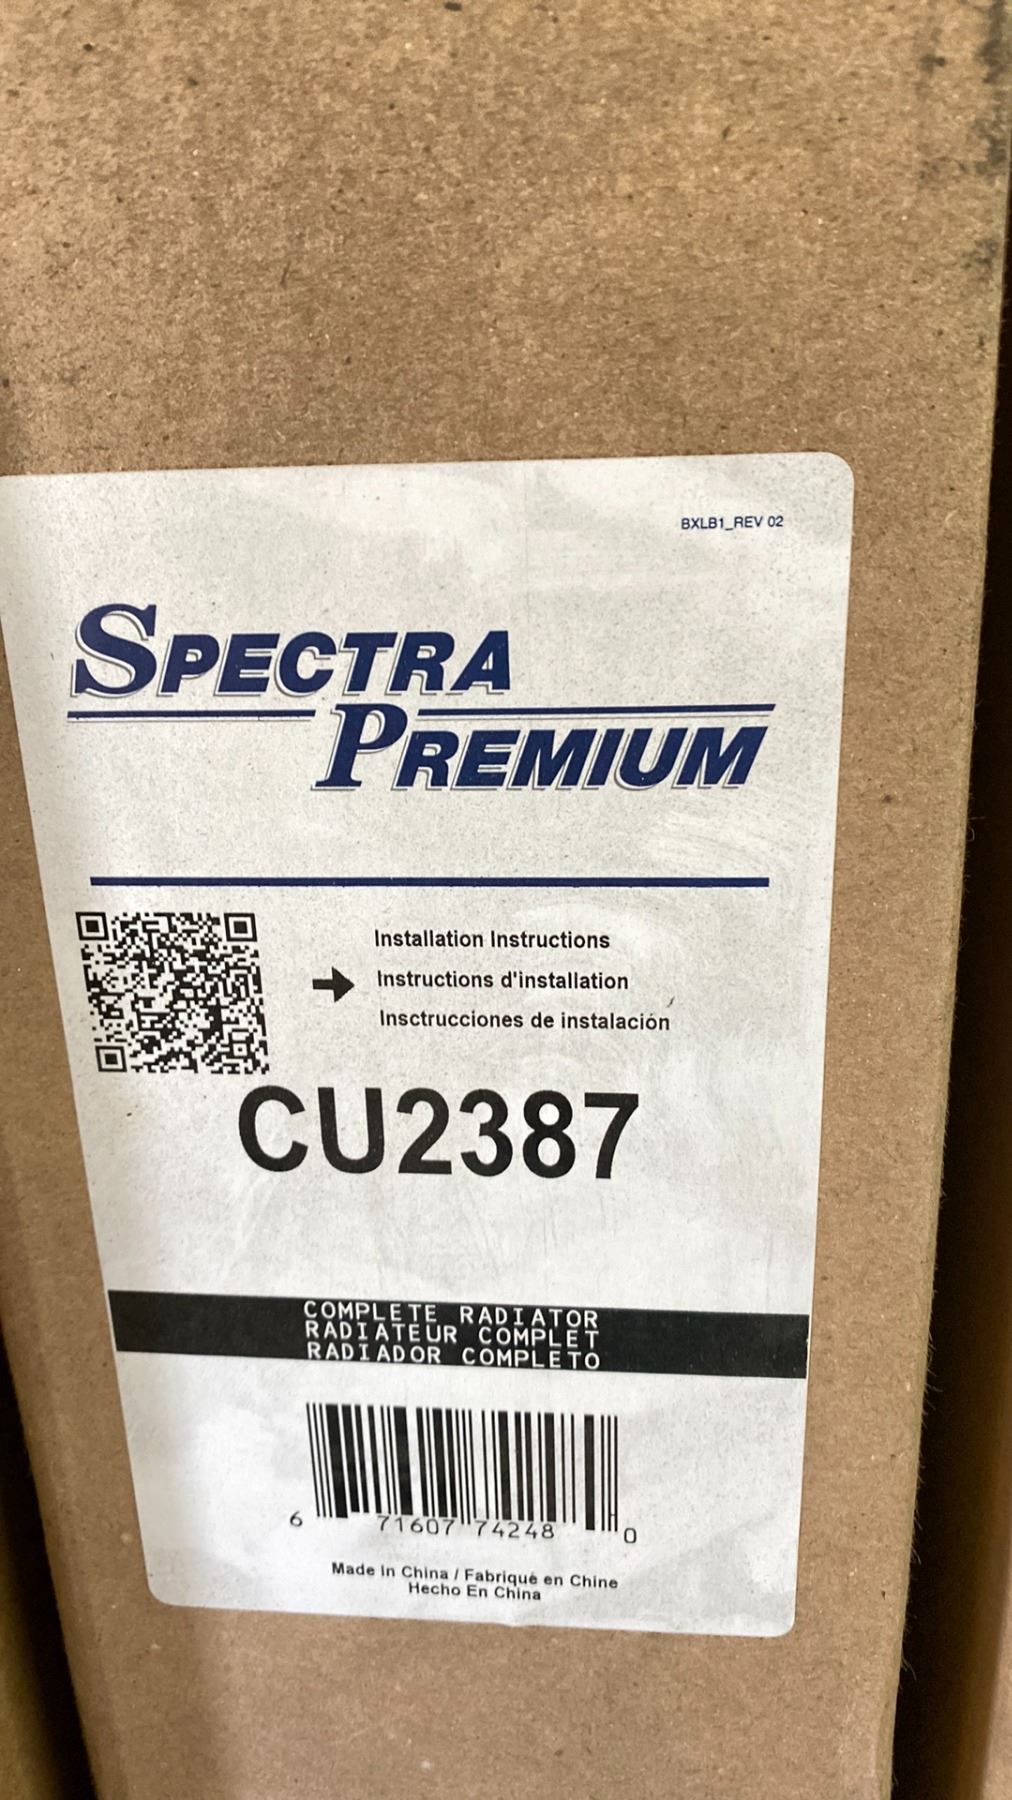 BXLB1_REV 02
SPECTRA
PREMIUM
Installation Instructions
Instructions d'installation
Insctrucciones de instalación
CU2387
COMPLETE RADIATOR
RADIATEUR COMPLET
RADIADOR COMPLETO
6 71607 74248 0
Made in China / Fabriqué en Chine
Hecho En China